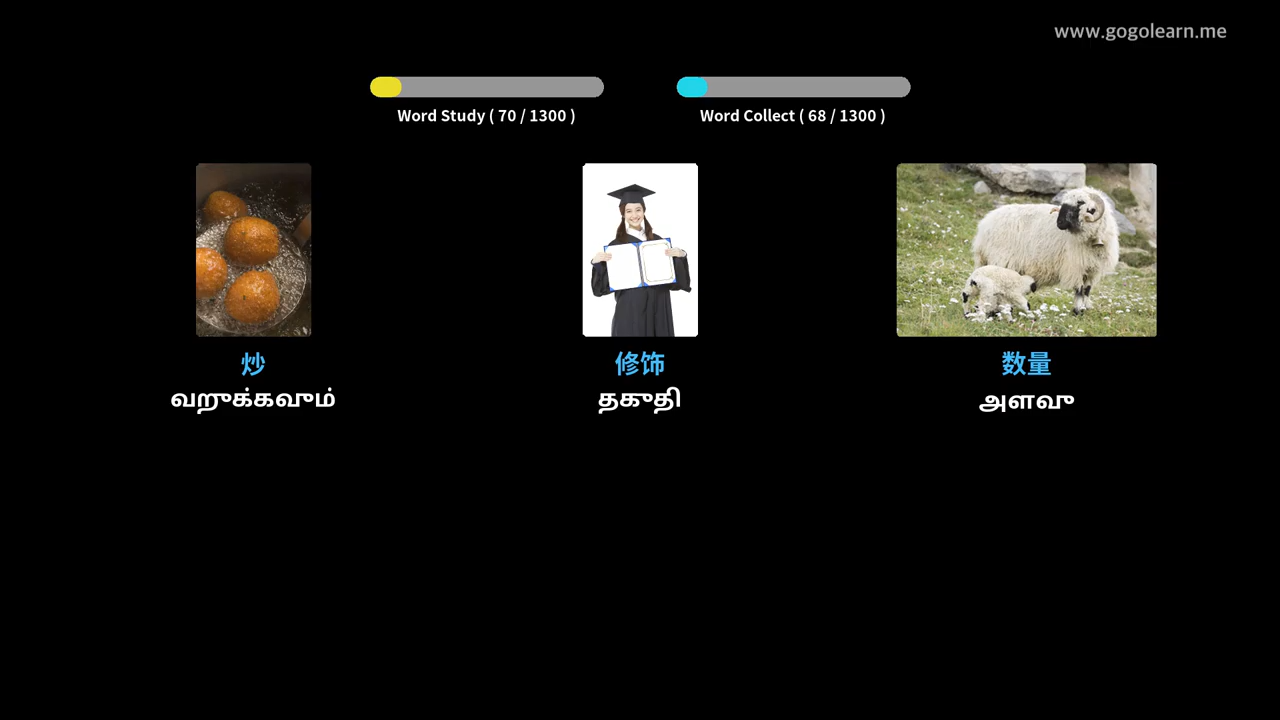 www.gogolearn.me
Word Study ( 70 / 1300 )
Word Collect ( 68 / 1300 )
炒
வறுக்கவும்
修饰
தகுதி
数量
அளவு